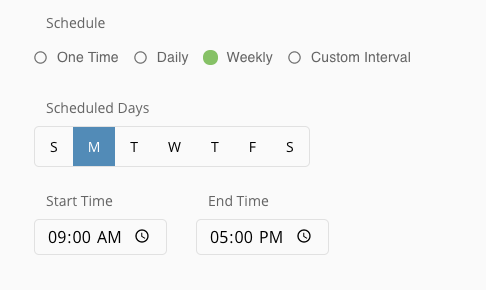 Schedule
One Time Daily Weekly Custom Interval
Scheduled Days
S M T W T F S
Start Time End Time
09:00 AM 05:00 PM